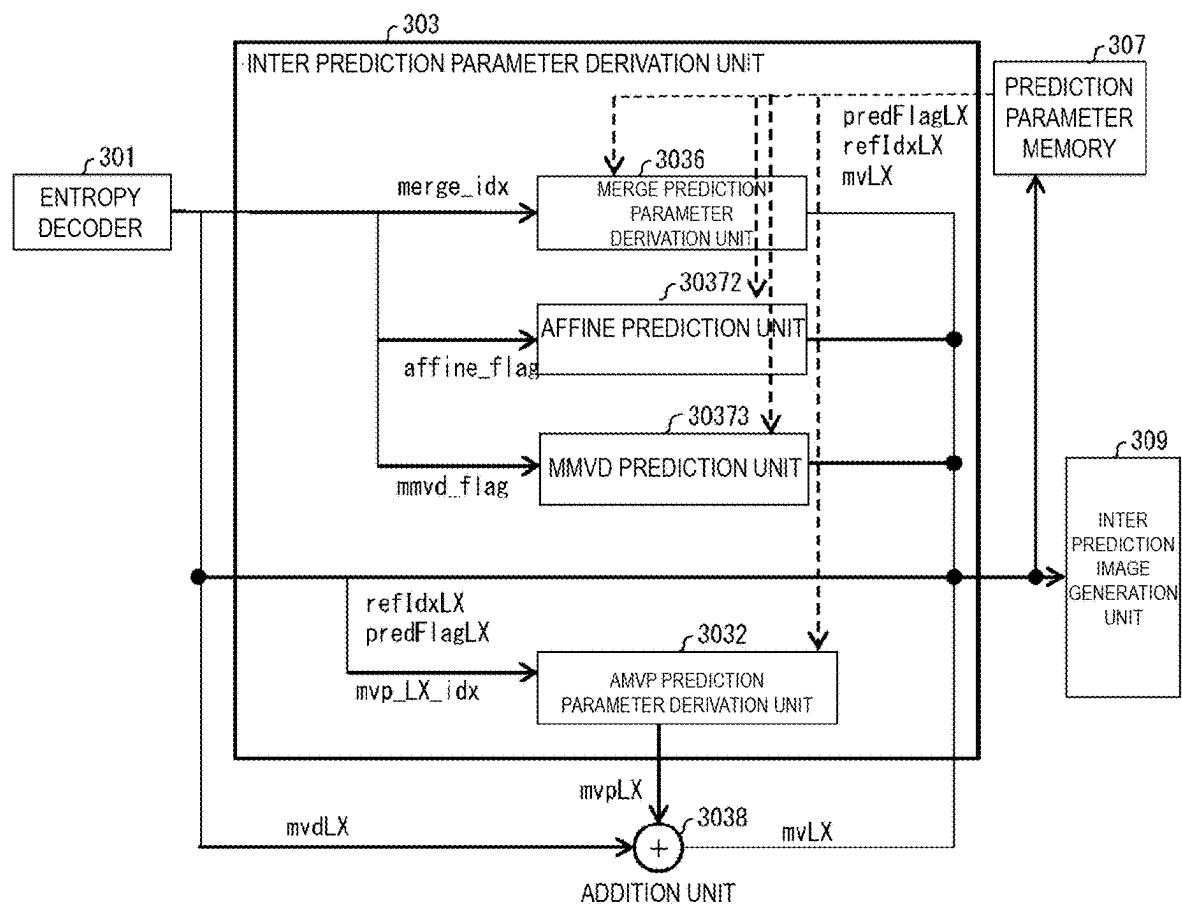 303
INTER PREDICTION PARAMETER DERIVATION UNIT
307
PREDICTION
PARAMETER
MEMORY
predFlagLX
refIdxLX
mvLX
301
ENTROPY
DECODER
merge_idx
3036
MERGE PREDICTION
PARAMETER
DERIVATION UNIT
30372
AFFINE PREDICTION UNIT
affine_flag
30373
MMVD PREDICTION UNIT
mmvd_flag
309
INTER
PREDICTION
IMAGE
GENERATION
UNIT
refIdxLX
predFlagLX
mvp_LX_idx
3032
AMVP PREDICTION
PARAMETER DERIVATION UNIT
mvpLX
mvdLX
+
3038
mvLX
ADDITION UNIT